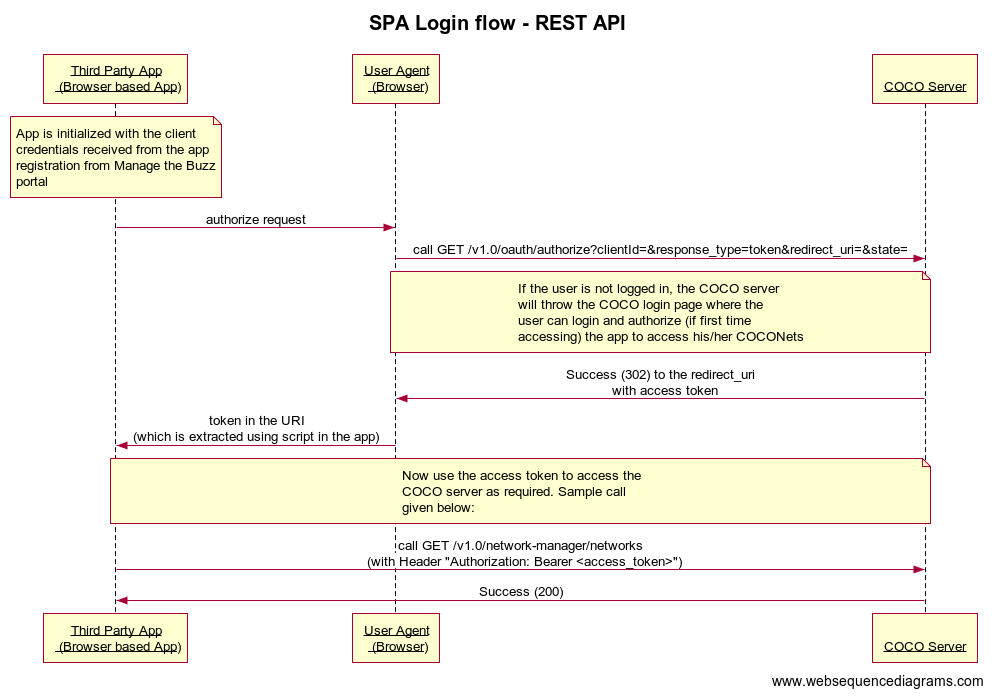 SPA Login flow - REST API
Third Party App
(Browser based App)
User Agent
(Browser)
COCO Server
App is initialized with the client
credentials received from the app
registration from Manage the Buzz
portal
authorize request
call GET /v1.0/oauth/authorize?clientId=&response_type=token&redirect_uri=&state=
If the user is not logged in, the COCO server
will throw the COCO login page where the
user can login and authorize (if first time
accessing) the app to access his/her COCONets
Success (302) to the redirect_uri
with access token
token in the URI
(which is extracted using script in the app)
Now use the access token to access the
COCO server as required. Sample call
given below:
call GET /v1.0/network-manager/networks
(with Header "Authorization: Bearer <access_token>")
Success (200)
Third Party App
(Browser based App)
User Agent
(Browser)
COCO Server
www.websequencediagrams.com